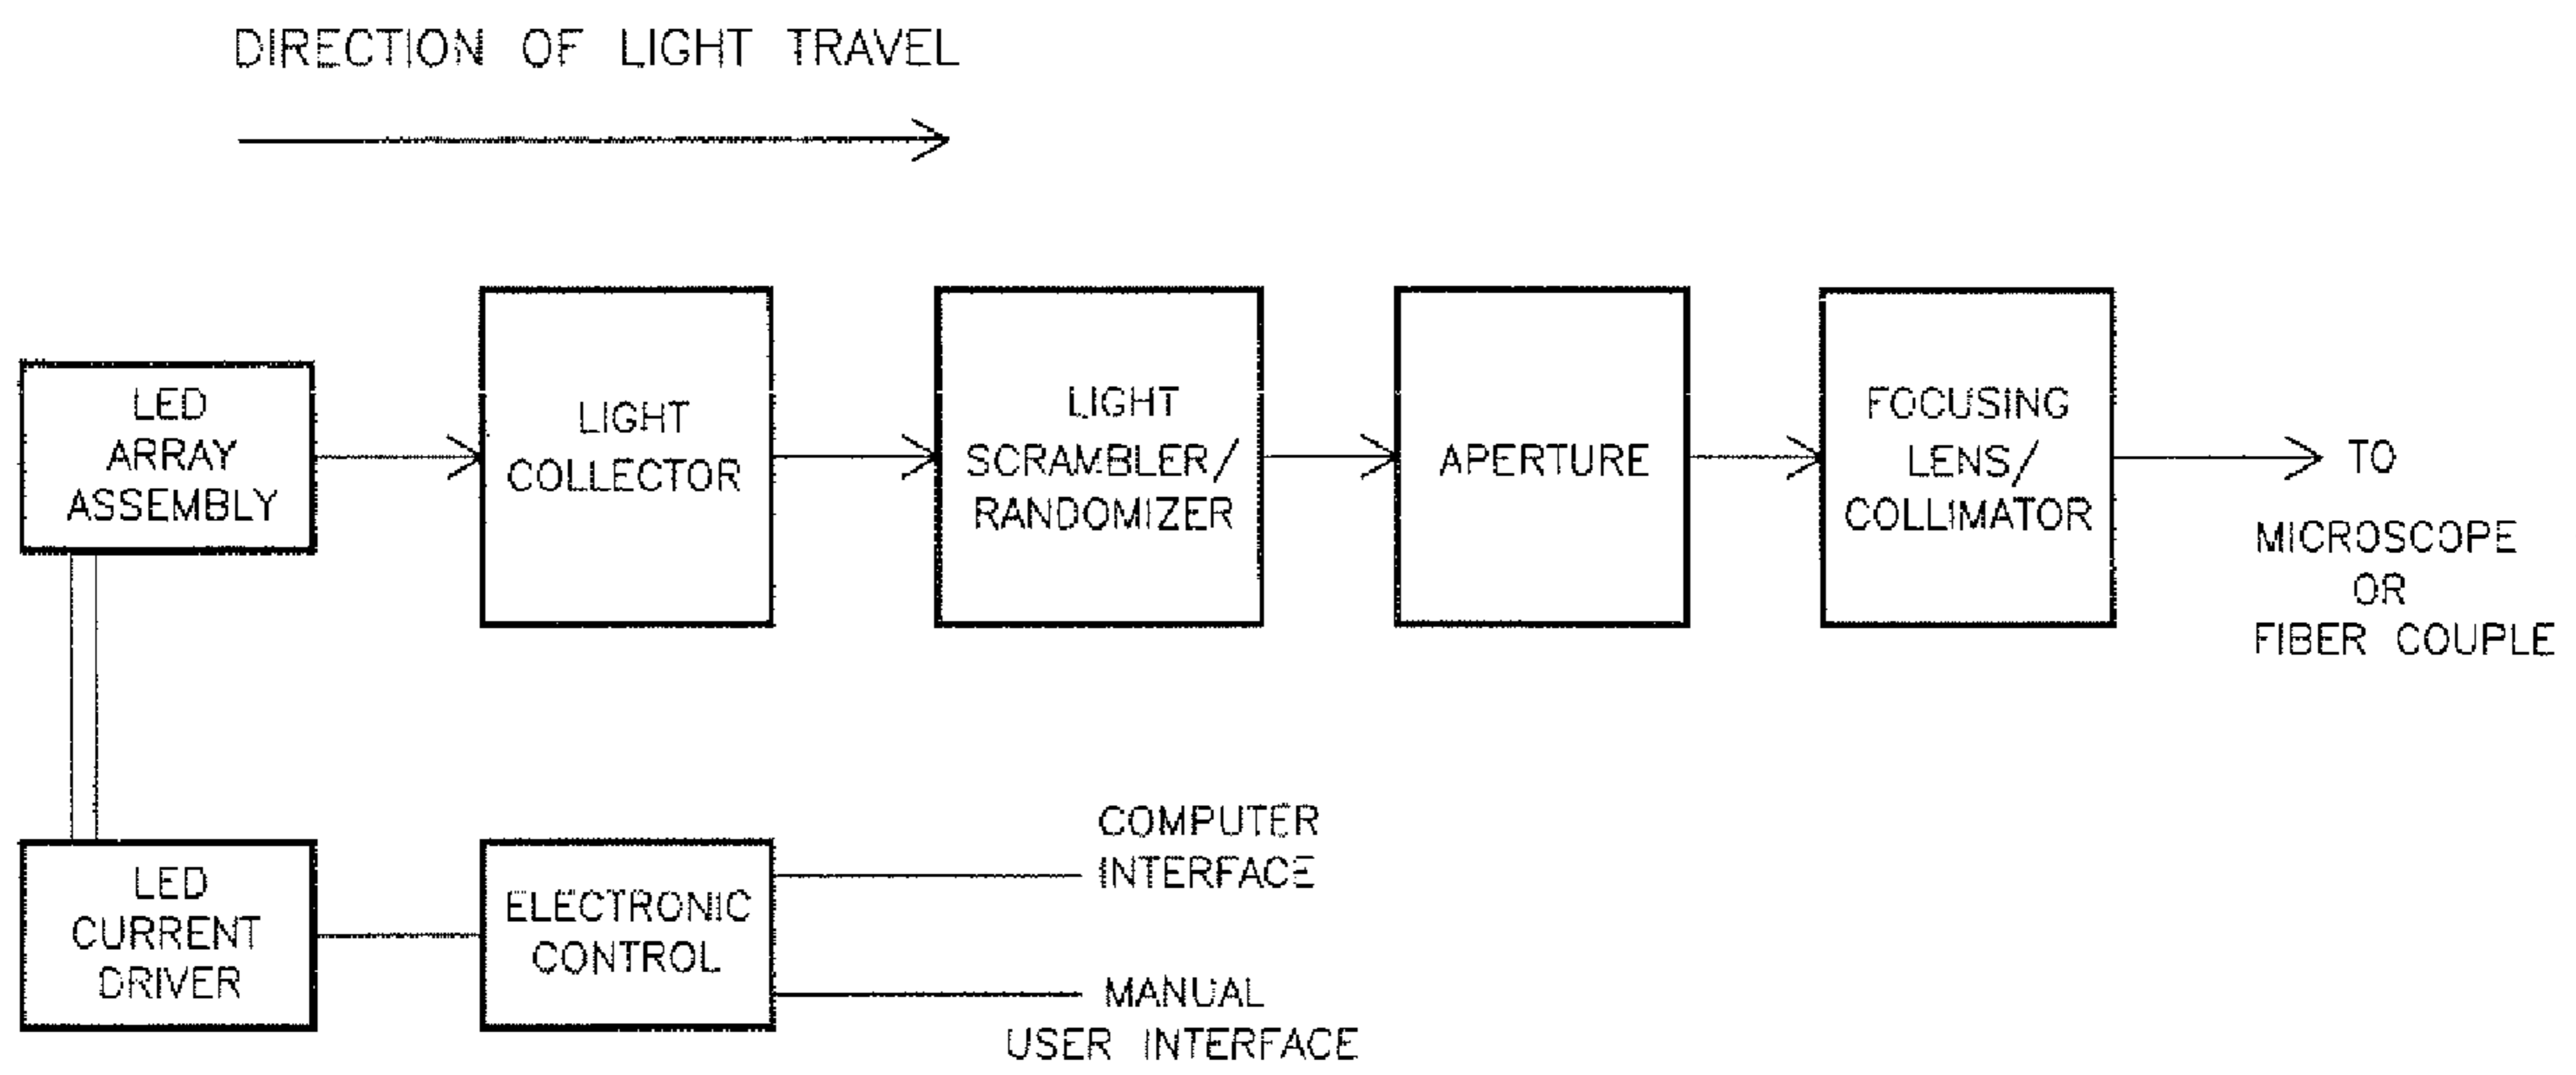 DIRECTION OF LIGHT TRAVEL
LED
ARRAY
ASSEMBLY
LIGHT
COLLECTOR
LIGHT
SCRAMBLER/
RANDOMIZER
APERTURE
FOCUSING
LENS/
COLLIMATOR
TO
MICROSCOPE
OR
FIBER COUPLE
LED
CURRENT
DRIVER
ELECTRONIC
CONTROL
COMPUTER
INTERFACE
MANUAL
USER INTERFACE